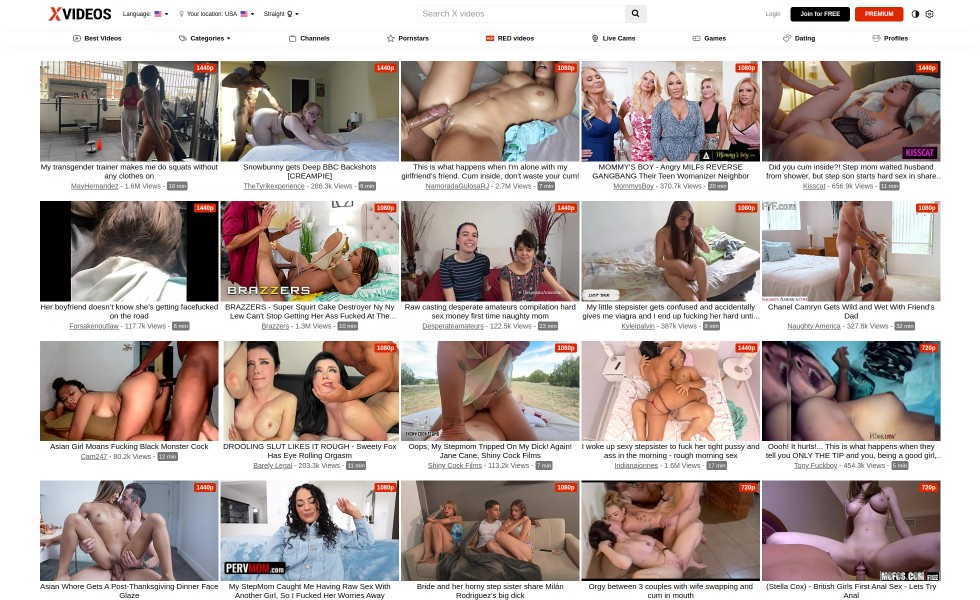 XVIDEOS
Language:
Your location: USA
Straight
Search X videos
Login
Join for FREE
PREMIUM
Best Videos
Categories
Channels
Pornstars
RED videos
Live Cams
Games
Dating
Profiles
1440p
1440p
1080p
1080p
1440p
KISSCAT
My transgender trainer makes me do squats without
any clothes
MayHernandez - 1.6M Views - 10 min
Snowbunny gets Deep BBC Backshots
[CREAMPIE]
TheTvrikexperience - 286.3k Views - 6 min
This is what happens when I'm alone with my
girlfriend's friend. Cum inside, don't waste your cum!
NamoradaGulosaRJ - 2.7M Views - 7 min
MOMMY'S BOY - Angry MILFs REVERSE
GANGBANG Their Teen Womanizer Neighbor
MommysBoy - 370.7k Views - 20 min
Did you cum inside?! Step mom waited husband
from shower, but step son starts hard sex in share..
Kisscat - 656.9k Views - 11 min
1440p
1080p
1440p
1080p
1080p
BRAZZERS
Her boyfriend doesn't know she's getting facefucked
on the road
Forsakenoutlaw - 117.7k Views - 6 min
BRAZZERS - Super Squirt Cake Destroyer Ny Ny
Lew Can't Stop Getting Her Ass Fucked At The...
Brazzers - 1.3M Views - 10 min
Raw casting desperate amateurs compilation hard
sex money first time naughty mom
Desperateamateurs - 122.5k Views - 23 min
My little stepsister gets confused and accidentally
gives me viagra and I end up fucking her hard unti...
Kyleipalvin - 387k Views - 8 min
Chanel Camryn Gets Wild and Wet With Friend's
Dad
Naughty America - 327.8k Views - 32 min
1080p
1080p
1440p
720p
Asian Girl Moans Fucking Black Monster Cock
Cam247 - 80.2k Views - 12 min
DROOLING SLUT LIKES IT ROUGH - Sweety Fox
Has Eye Rolling Orgasm
Barely Legal - 203.3k Views - 11 min
Oops, My Stepmom Tripped On My Dick! Again!
Jane Cane, Shiny Cock Films
Shiny Cock Films - 113.2k Views - 7 min
I woke up sexy stepsister to fuck her tight pussy and
ass in the morning - rough morning sex
Indianajonnes - 1.6M Views - 17 min
Oooh! It hurts!... This is what happens when they
tell you ONLY THE TIP and you, being a good girl,..
Tony Fuckboy - 454.3k Views - 5 min
1440p
1080p
1080p
720p
720p
PERVMOM.com
MOFOS.COM
Asian Whore Gets A Post-Thanksgiving Dinner Face
Glaze
My StepMom Caught Me Having Raw Sex With
Another Girl, So I Fucked Her Worries Away
Bride and her horny step sister share Milán
Rodriguez's big dick
Orgy between 3 couples with wife swapping and
cum in mouth
(Stella Cox) - British Girls First Anal Sex - Lets Try
Anal